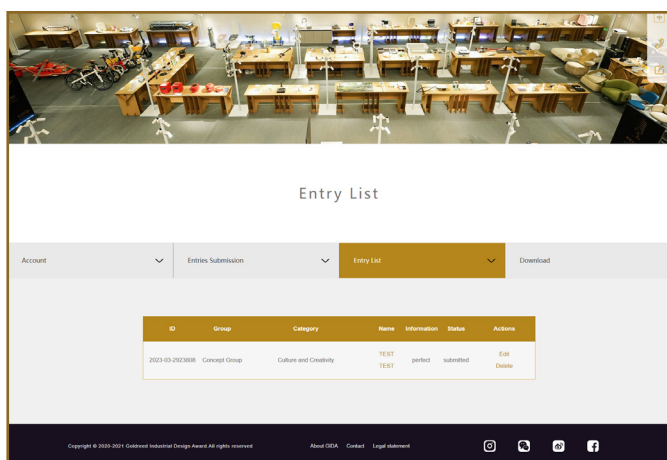 Entry List
Account Entries Submission Entry List Download
ID Group Category Name Information Status Actions
2023-03-2923808 Concept Group Culture and Creativity TEST perfect submitted Edit
TEST Delete
Copyright © 2020-2021 Goldreed Industrial Design Award.All rights reserved About GIDA Contact Legal statement